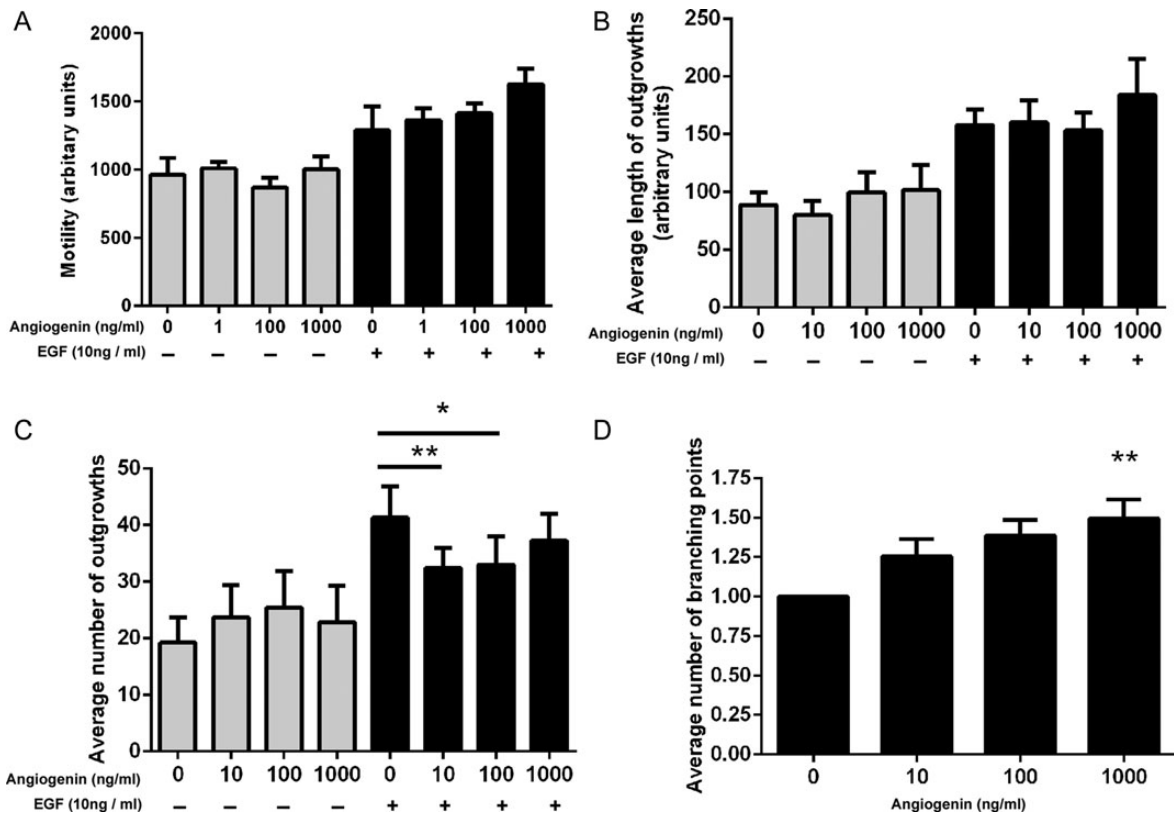 A
Motility (arbitary units)
2000
1500
1000
500
0
Angiogenin (ng/ml) 0 1 100 1000 0 1 100 1000
EGF (10ng / ml) – – – – + + + +
B
Average length of outgrowths
(arbitrary units)
250
200
150
100
50
0
Angiogenin (ng/ml) 0 10 100 1000 0 10 100 1000
EGF (10ng / ml) – – – – + + + +
C
*
**
Average number of outgrowths
50
40
30
20
10
0
Angiogenin (ng/ml) 0 10 100 1000 0 10 100 1000
EGF (10ng / ml) – – – – + + + +
D
**
Average number of branching points
1.75
1.50
1.25
1.00
0.75
0.50
0.25
0.00
0 10 100 1000
Angiogenin (ng/ml)